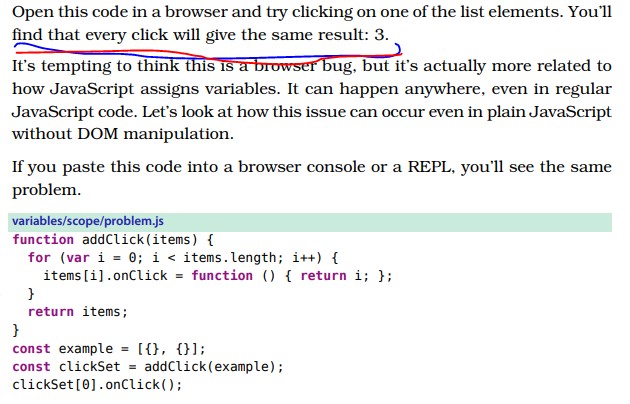 Open this code in a browser and try clicking on one of the list elements. You'll
find that every click will give the same result: 3.
It's tempting to think this is a browser bug, but it's actually more related to
how JavaScript assigns variables. It can happen anywhere, even in regular
JavaScript code. Let's look at how this issue can occur even in plain JavaScript
without DOM manipulation.
If you paste this code into a browser console or a REPL, you'll see the same
problem.
variables/scope/problem.js
function addClick(items) {
  for (var i = 0; i < items.length; i++) {
    items[i].onClick = function () { return i; };
  }
  return items;
}
const example = [{}, {}];
const clickSet = addClick(example);
clickSet[0].onClick();